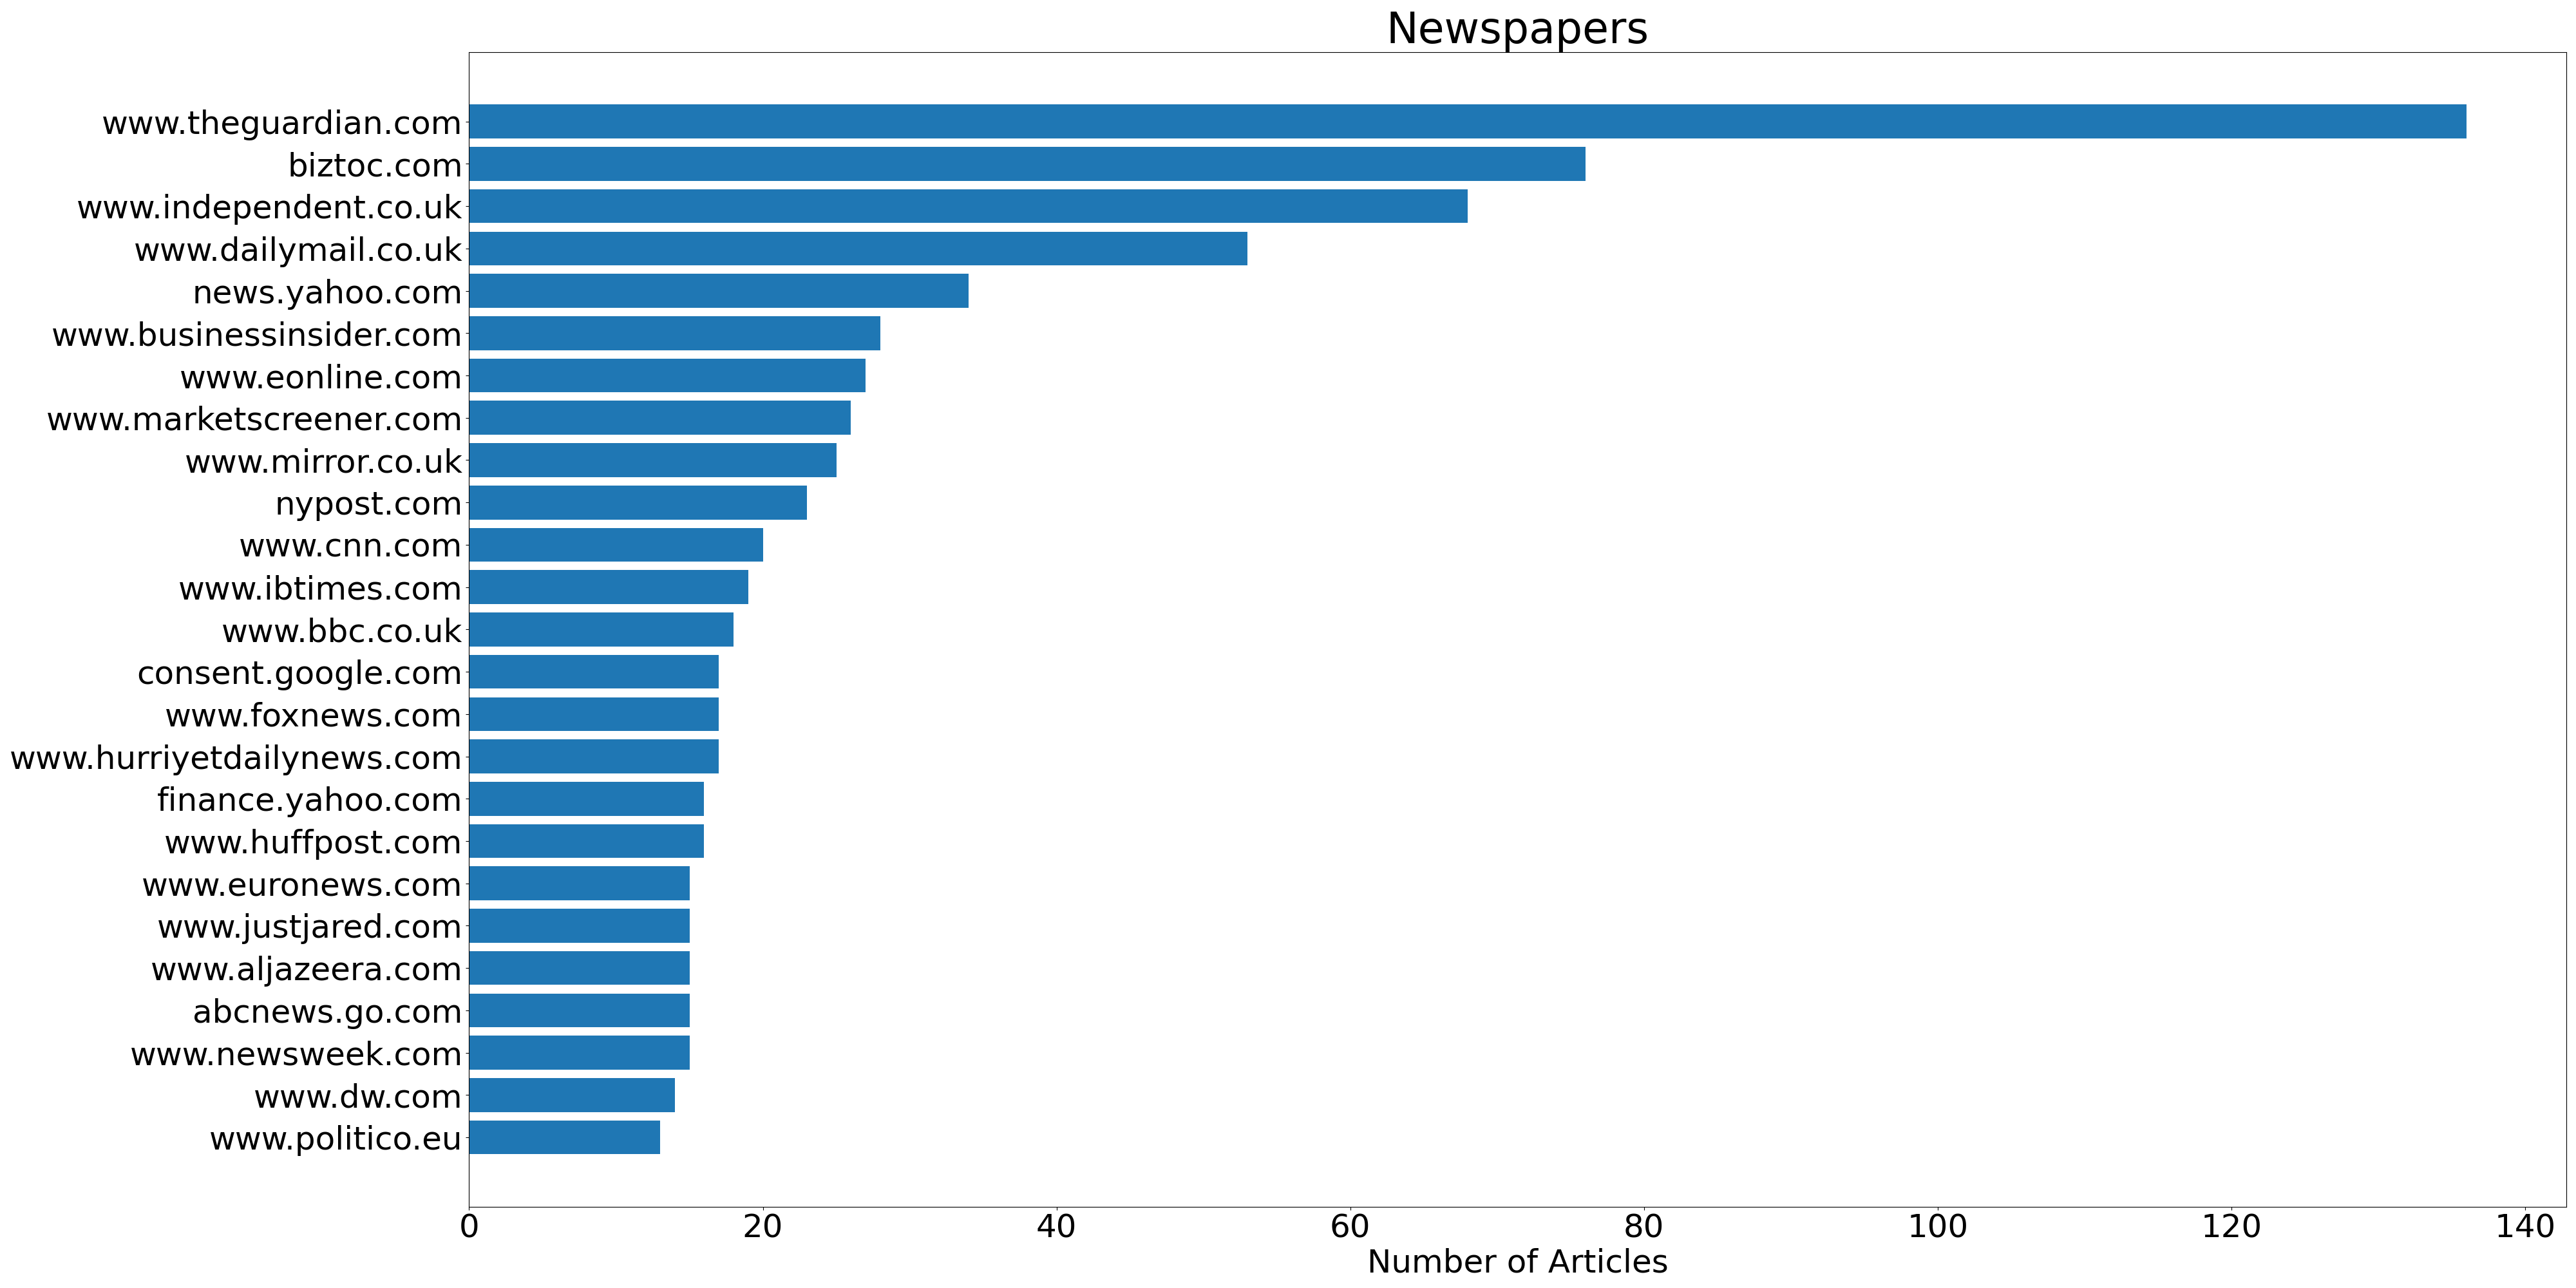 Newspapers
www.theguardian.com
biztoc.com
www.independent.co.uk
www.dailymail.co.uk
news.yahoo.com
www.businessinsider.com
www.eonline.com
www.marketscreener.com
www.mirror.co.uk
nypost.com
www.cnn.com
www.ibtimes.com
www.bbc.co.uk
consent.google.com
www.foxnews.com
www.hurriyetdailynews.com
finance.yahoo.com
www.huffpost.com
www.euronews.com
www.justjared.com
www.aljazeera.com
abcnews.go.com
www.newsweek.com
www.dw.com
www.politico.eu
0 20 40 60 80 100 120 140
Number of Articles